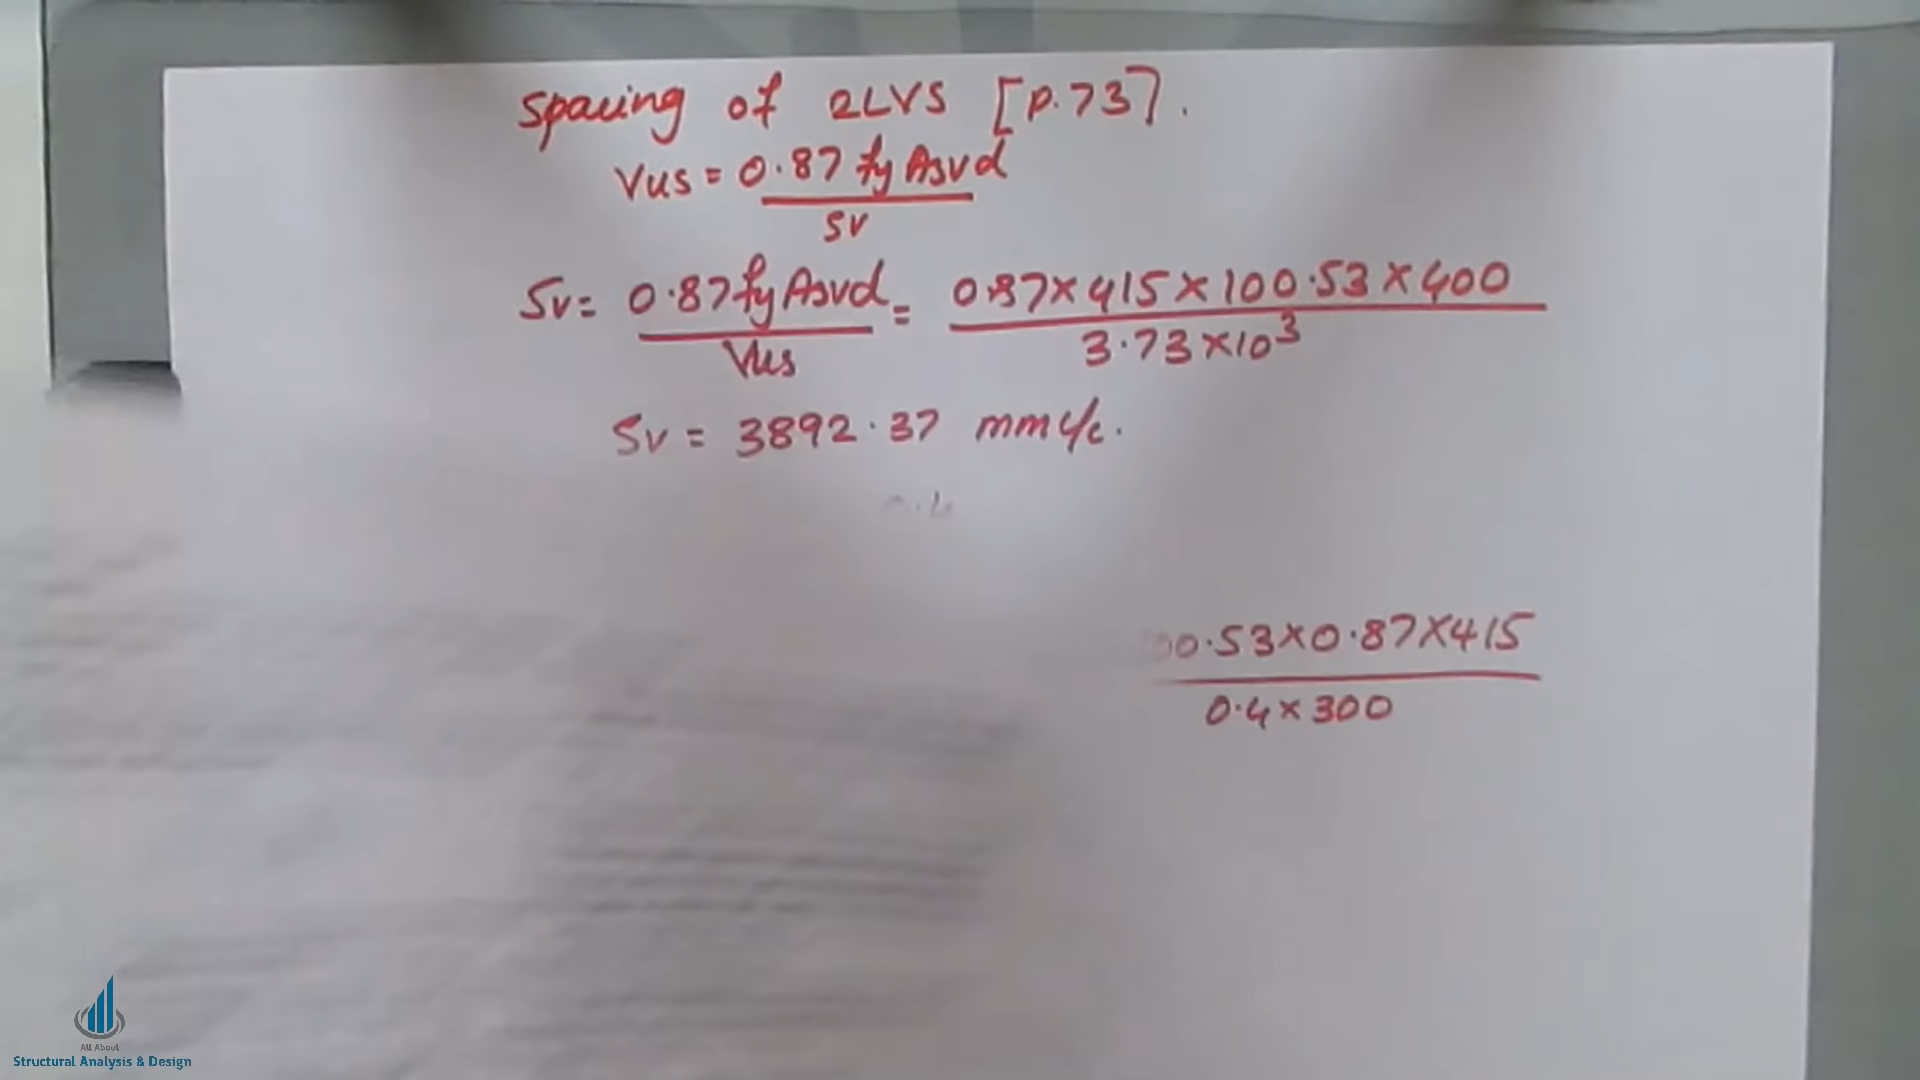 Spacing of 2LVS [p.73].
Vus = 0.87 fy Asvd
Sv
Sv = 0.87 fy Asvd = 0.87 × 415 × 100.53 × 400
Vus 3.73 × 10³
Sv = 3892.37 mm c/c.
0.53 × 0.87 × 415
0.4 × 300
All About
Structural Analysis & Design